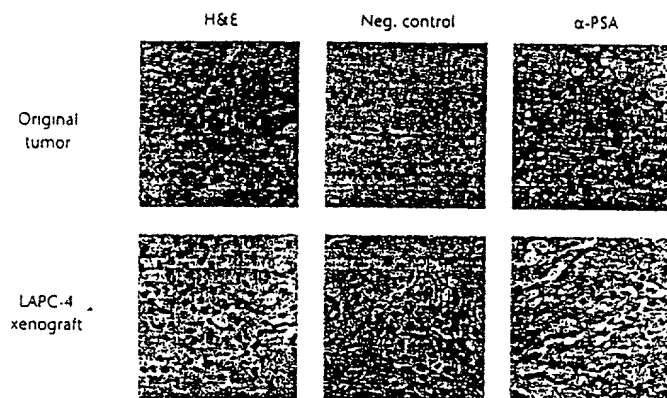 H&E Neg. control α-PSA
Original
tumor
LAPC-4
xenograft